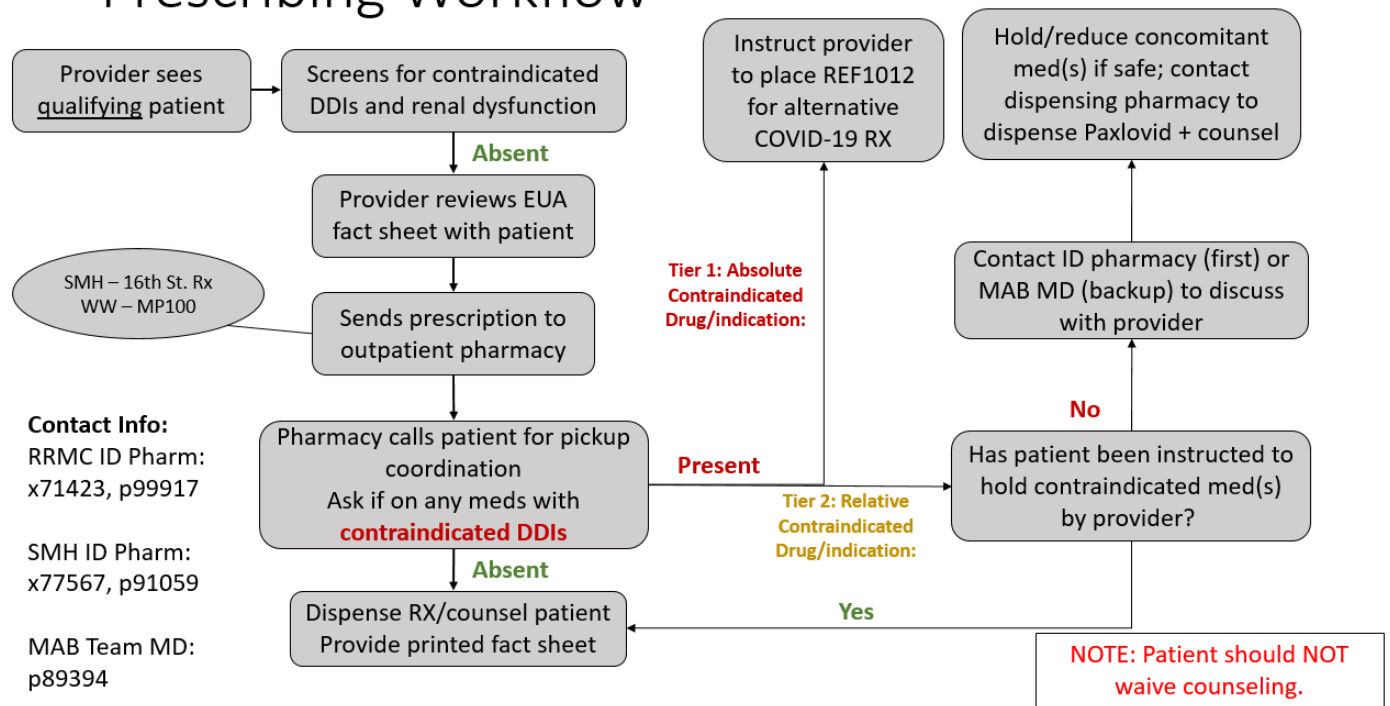 Prescribing Workflow
Provider sees
qualifying patient
Screens for contraindicated
DDIs and renal dysfunction
Absent
Provider reviews EUA
fact sheet with patient
SMH – 16th St. Rx
WW – MP100
Sends prescription to
outpatient pharmacy
Pharmacy calls patient for pickup
coordination
Ask if on any meds with
contraindicated DDIs
Absent
Dispense RX/counsel patient
Provide printed fact sheet
Contact Info:
RRMC ID Pharm:
x71423, p99917
SMH ID Pharm:
x77567, p91059
MAB Team MD:
p89394
Present
Tier 1: Absolute
Contraindicated
Drug/indication:
Instruct provider
to place REF1012
for alternative
COVID-19 RX
Tier 2: Relative
Contraindicated
Drug/indication:
Has patient been instructed to
hold contraindicated med(s)
by provider?
No
Contact ID pharmacy (first) or
MAB MD (backup) to discuss
with provider
Hold/reduce concomitant
med(s) if safe; contact
dispensing pharmacy to
dispense Paxlovid + counsel
Yes
NOTE: Patient should NOT
waive counseling.